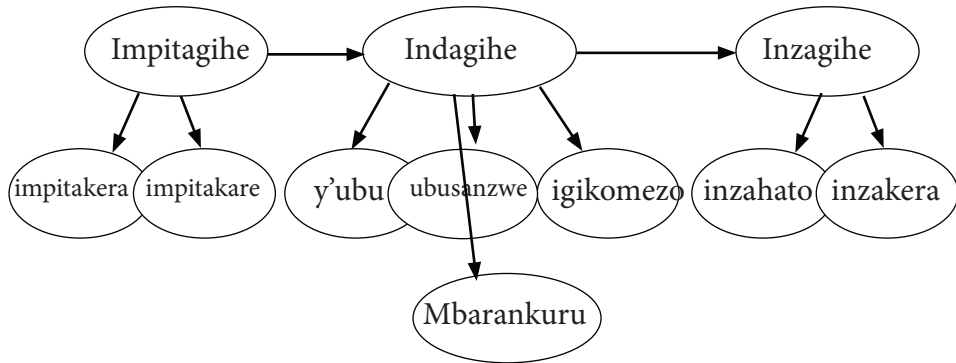 Impitagihe Indagihe Inzagihe
impitakera impitakare y'ubu ubusanzwe igikomezo inzahato inzakera
Mbarankuru